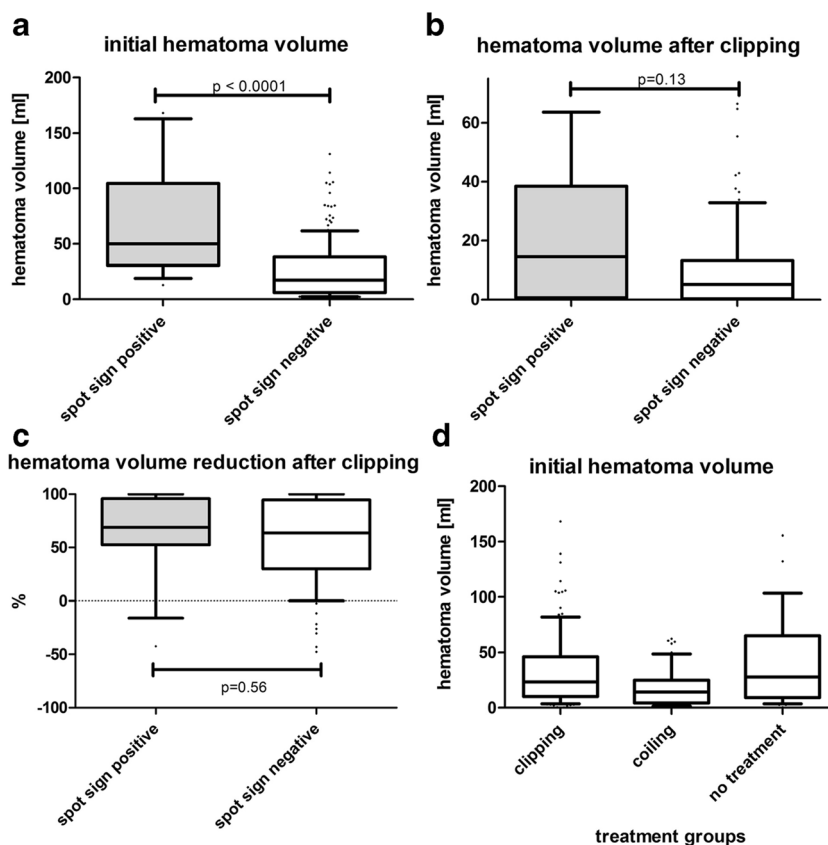 a
initial hematoma volume
hematoma volume [ml]
200
150
100
50
0
p < 0.0001
spot sign positive
spot sign negative
b
hematoma volume after clipping
hematoma volume [ml]
60
40
20
0
p=0.13
spot sign positive
spot sign negative
c
hematoma volume reduction after clipping
%
100
50
0
-50
-100
p=0.56
spot sign positive
spot sign negative
d
initial hematoma volume
hematoma volume [ml]
200
150
100
50
0
clipping
coiling
no treatment
treatment groups